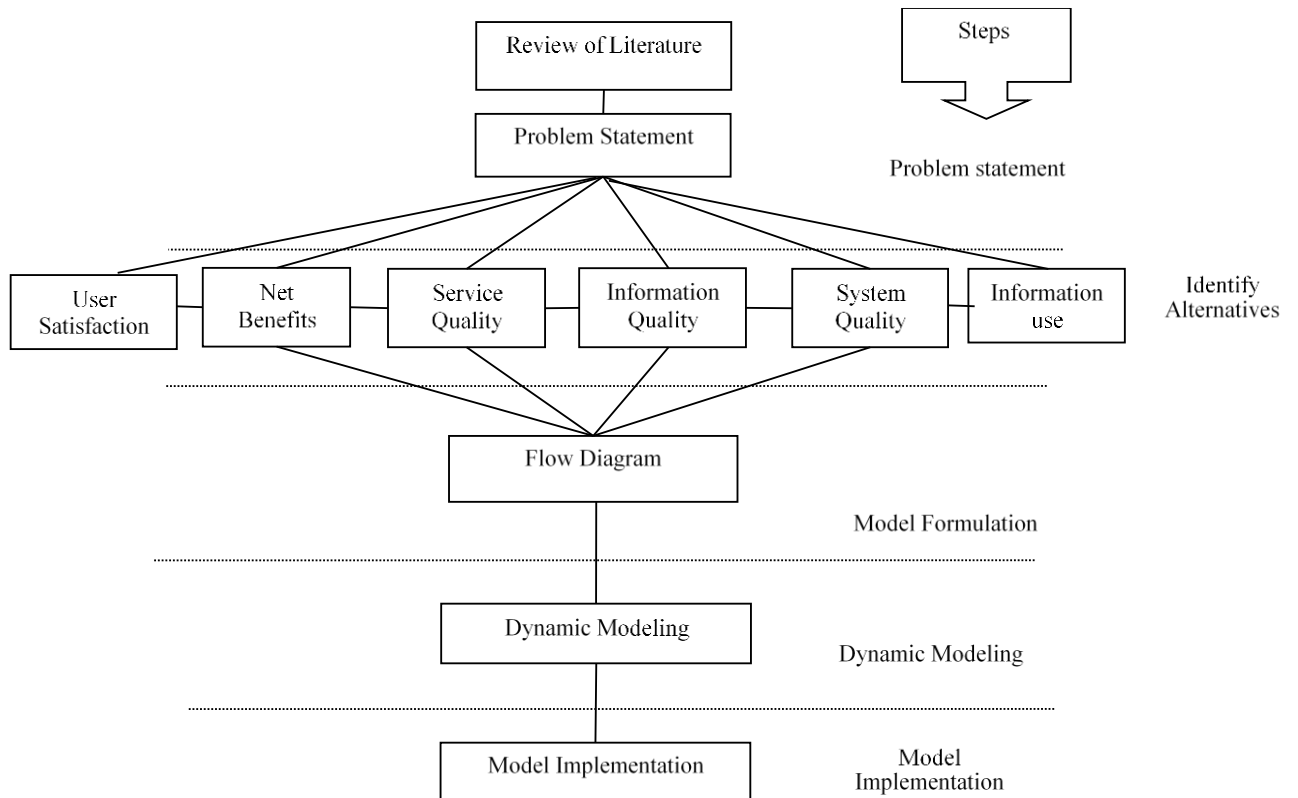 Review of Literature
Steps
Problem Statement
Problem statement
User
Satisfaction
Net
Benefits
Service
Quality
Information
Quality
System
Quality
Information
use
Identify
Alternatives
Flow Diagram
Model Formulation
Dynamic Modeling
Dynamic Modeling
Model Implementation
Model
Implementation